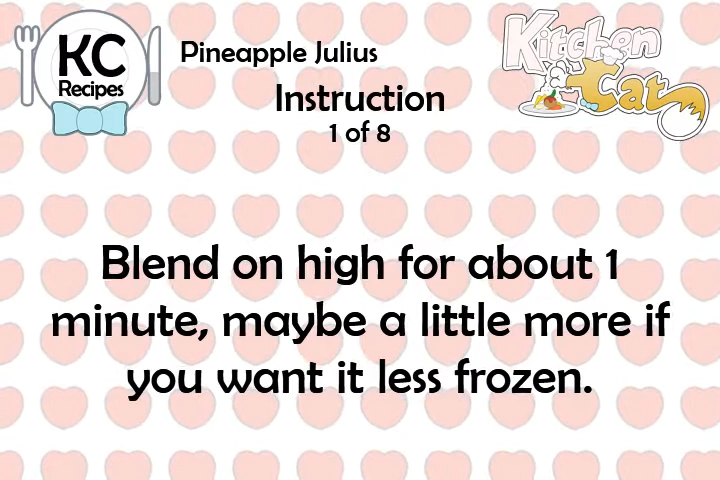 KC
Recipes
Pineapple Julius
Instruction
1 of 8
Kitchen
Cat
Blend on high for about 1
minute, maybe a little more if
you want it less frozen.